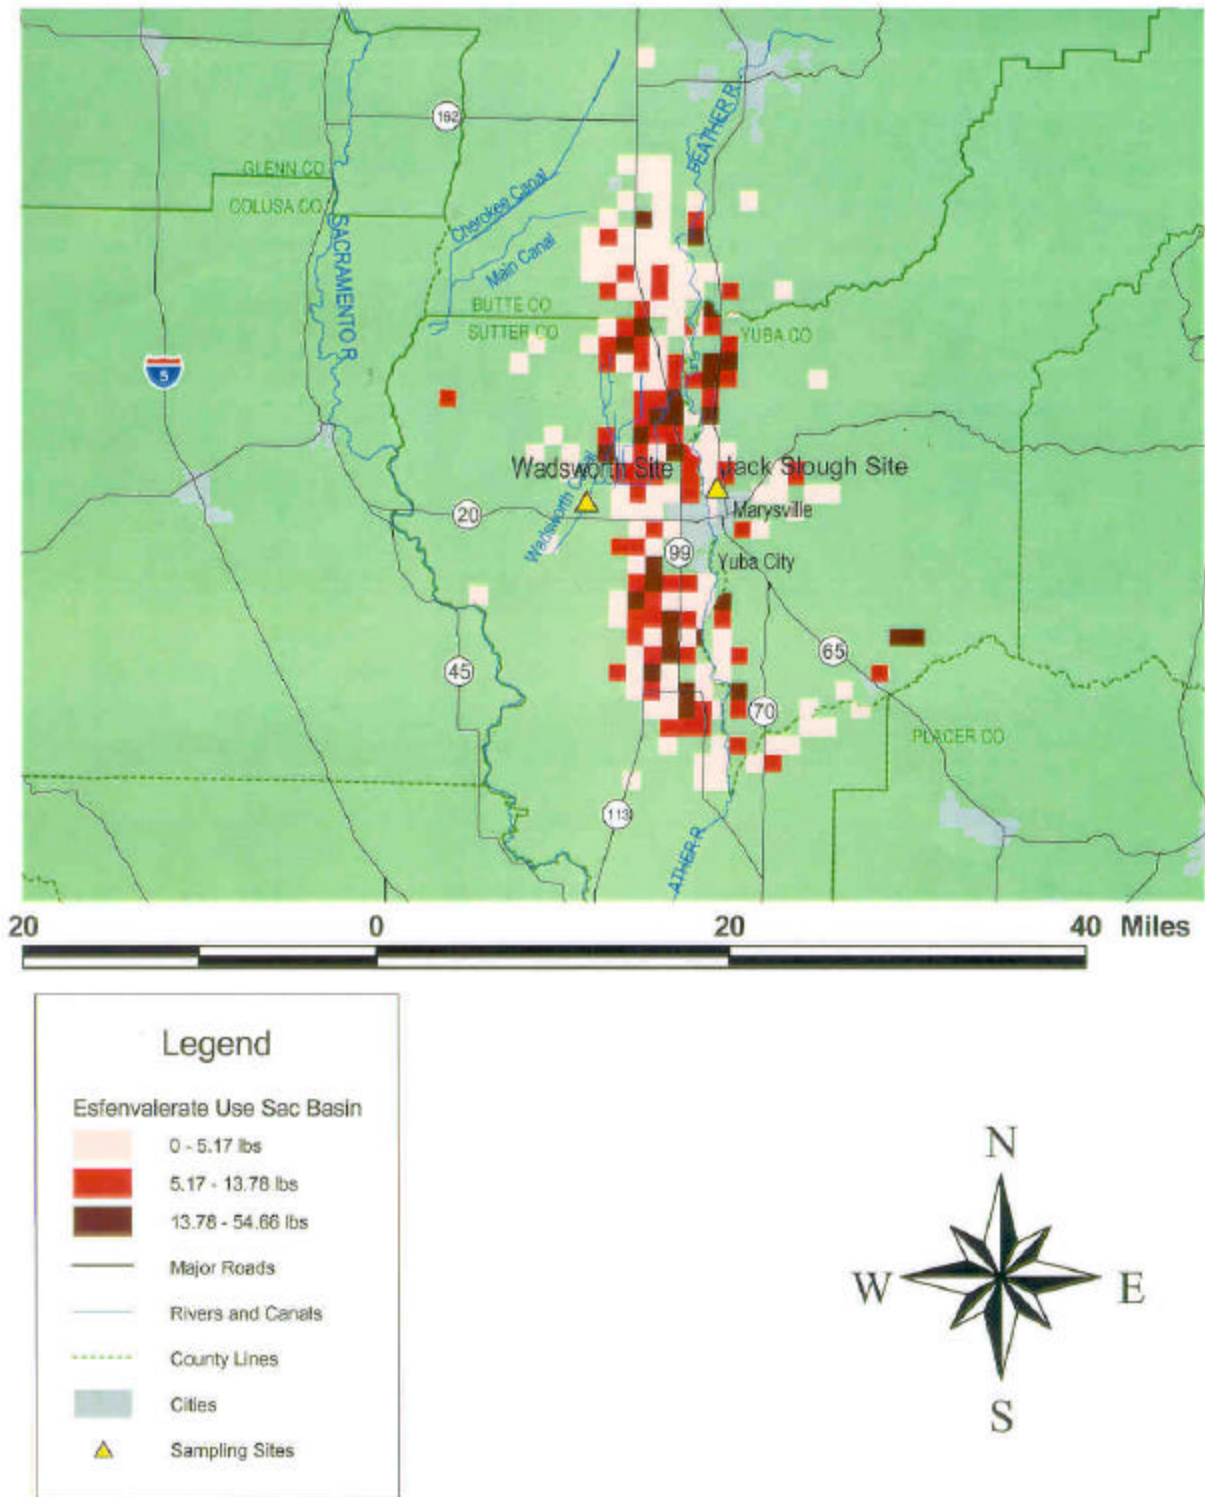 162
FEATHER R
GLENN CO
COLUSA CO
Cherokee Canal
Main Canal
SACRAMENTO R
BUTTE CO
SUTTER CO
YUBA CO
5
Wadsworth Site
Jack Slough Site
Wadsworth Canal
20
Marysville
99
Yuba City
65
45
70
PLACER CO
113
ATHER R
20 0 20 40 Miles
Legend
Esfenvalerate Use Sac Basin
0 - 5.17 lbs
5.17 - 13.78 lbs
13.78 - 54.66 lbs
Major Roads
Rivers and Canals
County Lines
Cities
Sampling Sites
N
W E
S